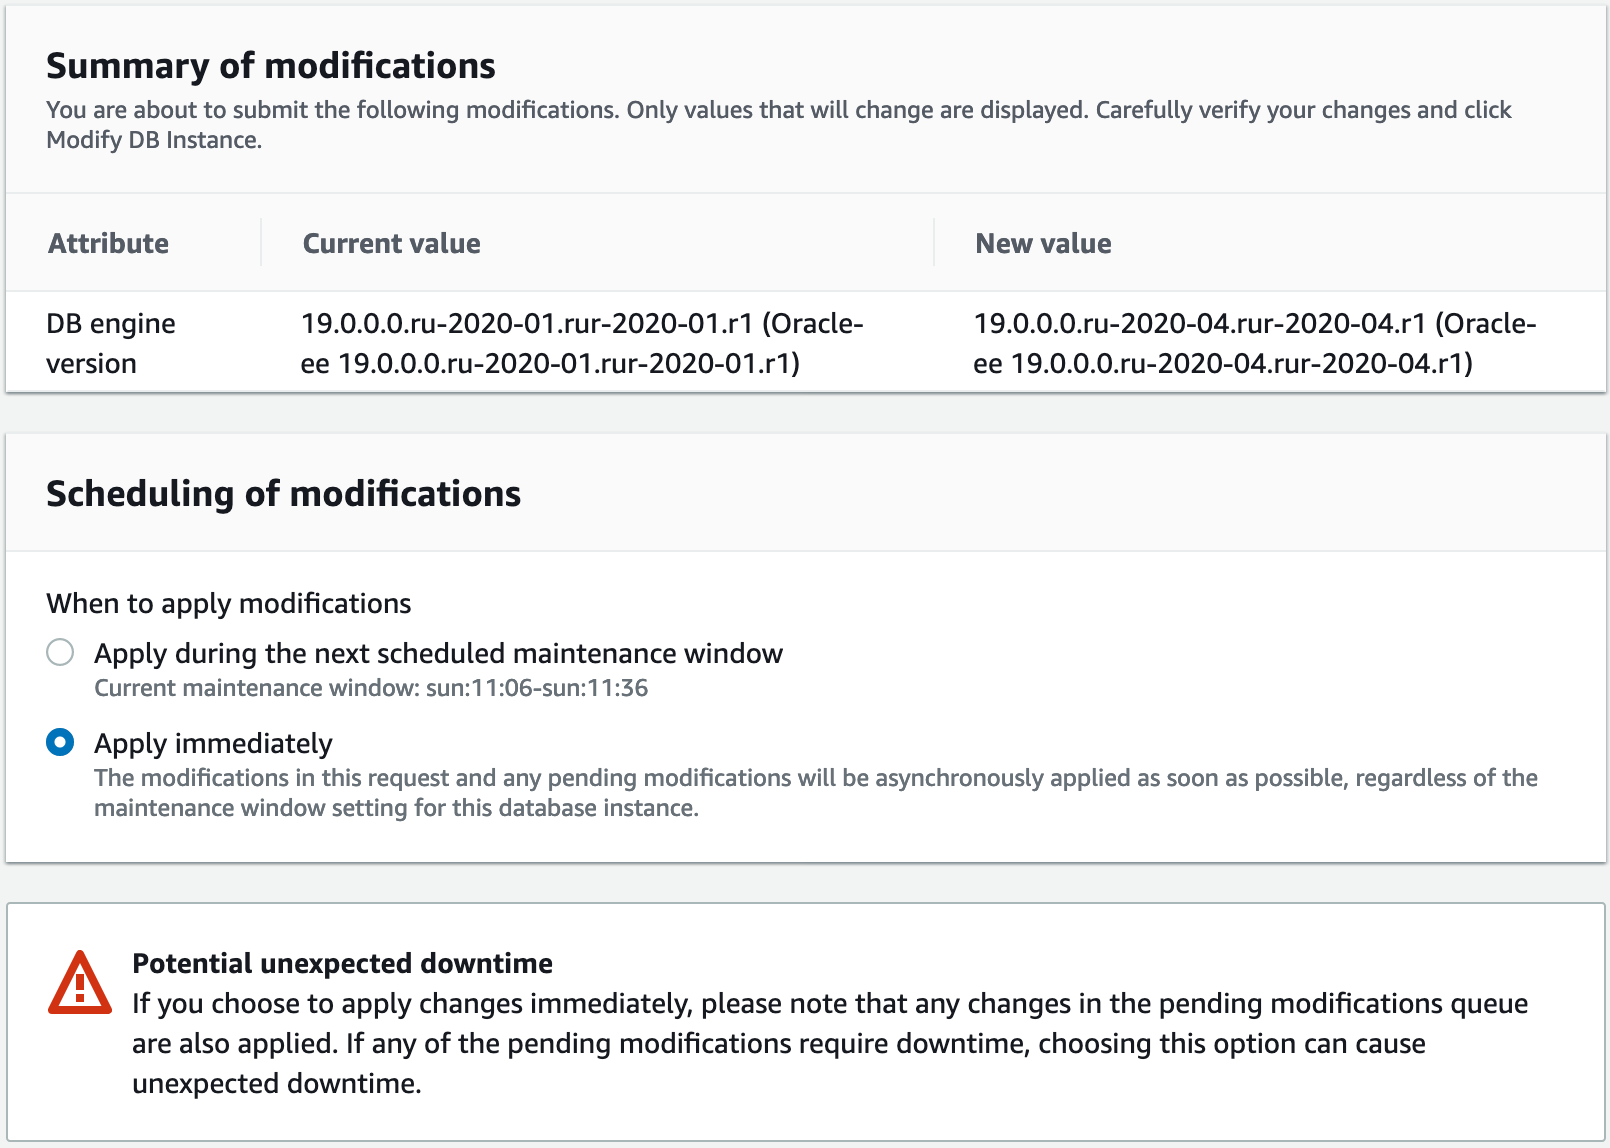 Summary of modifications
You are about to submit the following modifications. Only values that will change are displayed. Carefully verify your changes and click
Modify DB Instance.
Attribute
Current value
New value
DB engine
version
19.0.0.0.ru-2020-01.rur-2020-01.r1 (Oracle-
ee 19.0.0.0.ru-2020-01.rur-2020-01.r1)
19.0.0.0.ru-2020-04.rur-2020-04.r1 (Oracle-
ee 19.0.0.0.ru-2020-04.rur-2020-04.r1)
Scheduling of modifications
When to apply modifications
Apply during the next scheduled maintenance window
Current maintenance window: sun:11:06-sun:11:36
Apply immediately
The modifications in this request and any pending modifications will be asynchronously applied as soon as possible, regardless of the
maintenance window setting for this database instance.
Potential unexpected downtime
If you choose to apply changes immediately, please note that any changes in the pending modifications queue
are also applied. If any of the pending modifications require downtime, choosing this option can cause
unexpected downtime.